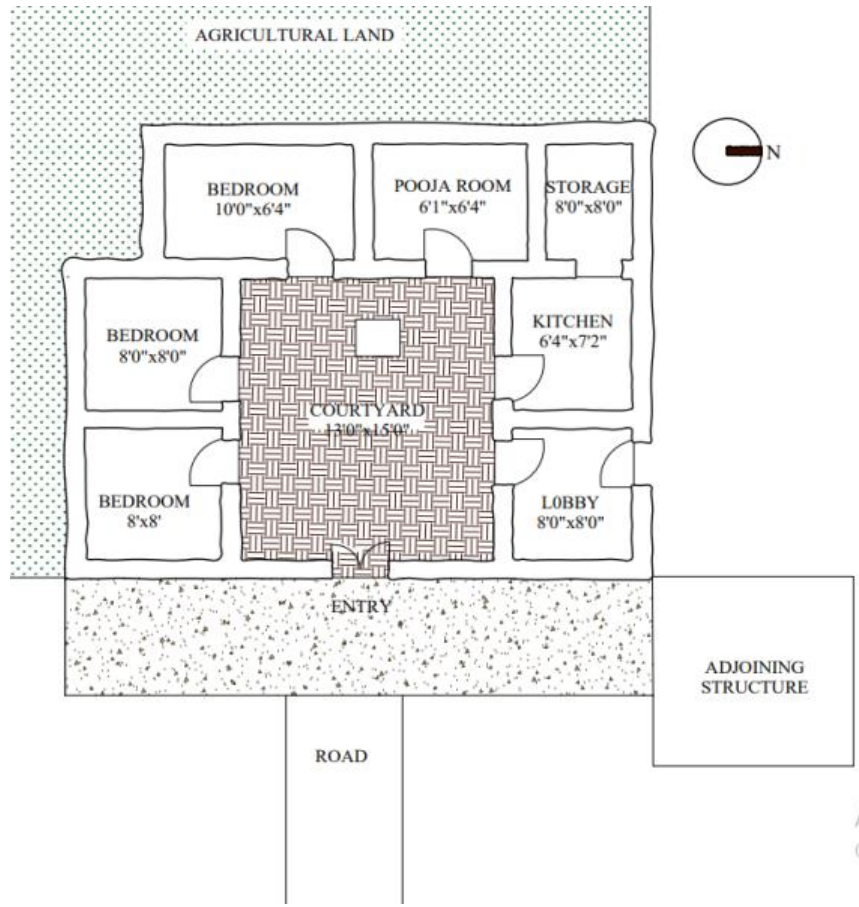 AGRICULTURAL LAND
N
BEDROOM
10'0"x6'4"
POOJA ROOM
6'1"x6'4"
STORAGE
8'0"x8'0"
BEDROOM
8'0"x8'0"
KITCHEN
6'4"x7'2"
COURTYARD
13'0"x15'0"
BEDROOM
8'x8'
L0BBY
8'0"x8'0"
ENTRY
ADJOINING
STRUCTURE
ROAD